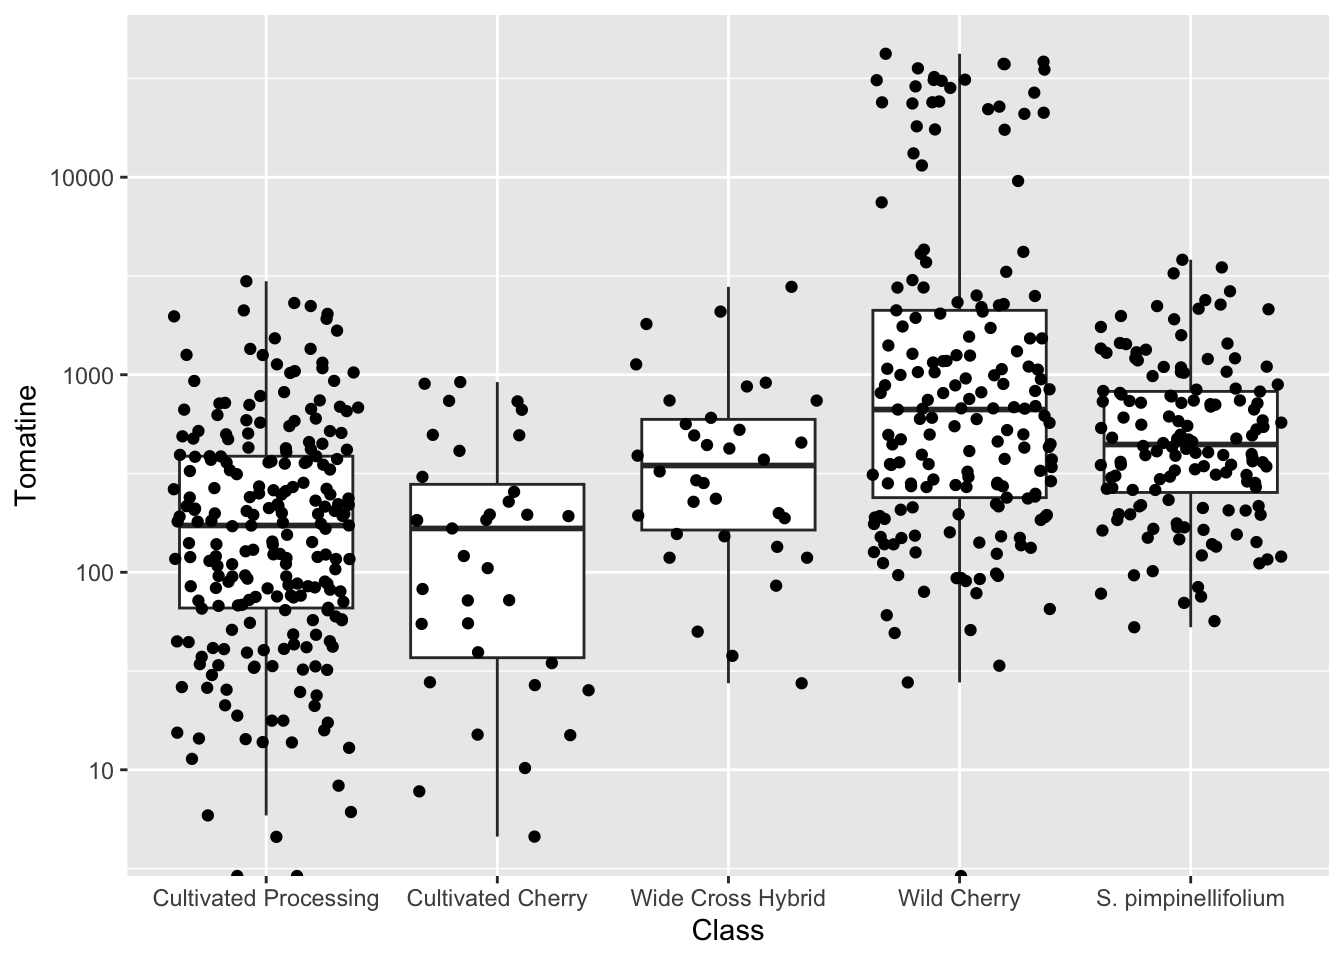 Tomatine
10000
1000
100
10
Cultivated Processing
Cultivated Cherry
Wide Cross Hybrid
Wild Cherry
S. pimpinellifolium
Class